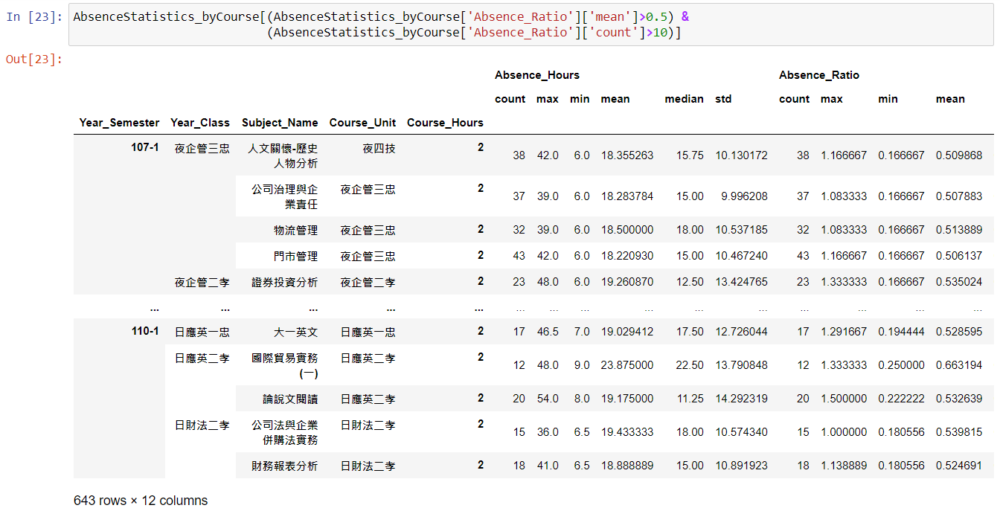 In [23]: AbsenceStatistics_byCourse[(AbsenceStatistics_byCourse['Absence_Ratio']['mean']>0.5) &
(AbsenceStatistics_byCourse['Absence_Ratio']['count']>10)]
Out[23]:
Absence_Hours Absence_Ratio
count max min mean median std count max min mean
Year_Semester Year_Class Subject_Name Course_Unit Course_Hours
107-1 夜企管三忠 人文關懷-歷史 夜四技 2 38 42.0 6.0 18.355263 15.75 10.130172 38 1.166667 0.166667 0.509868
人物分析
公司治理與企 夜企管三忠 2 37 39.0 6.0 18.283784 15.00 9.996208 37 1.083333 0.166667 0.507883
業責任
物流管理 夜企管三忠 2 32 39.0 6.0 18.500000 18.00 10.537185 32 1.083333 0.166667 0.513889
門市管理 夜企管三忠 2 43 42.0 6.0 18.220930 15.00 10.467240 43 1.166667 0.166667 0.506137
夜企管二孝 證券投資分析 夜企管二孝 2 23 48.0 6.0 19.260870 12.50 13.424765 23 1.333333 0.166667 0.535024
... ... ... ... ... ... ... ... ... ... ... ... ... ... ...
110-1 日應英一忠 大一英文 日應英一忠 2 17 46.5 7.0 19.029412 17.50 12.726044 17 1.291667 0.194444 0.528595
日應英二孝 國際貿易實務 日應英二孝 2 12 48.0 9.0 23.875000 22.50 13.790848 12 1.333333 0.250000 0.663194
(一)
論說文閱讀 日應英二孝 2 20 54.0 8.0 19.175000 11.25 14.292319 20 1.500000 0.222222 0.532639
日財法二孝 公司法與企業 日財法二孝 2 15 36.0 6.5 19.433333 18.00 10.574340 15 1.000000 0.180556 0.539815
併購法實務
財務報表分析 日財法二孝 2 18 41.0 6.5 18.888889 15.00 10.891923 18 1.138889 0.180556 0.524691
643 rows × 12 columns